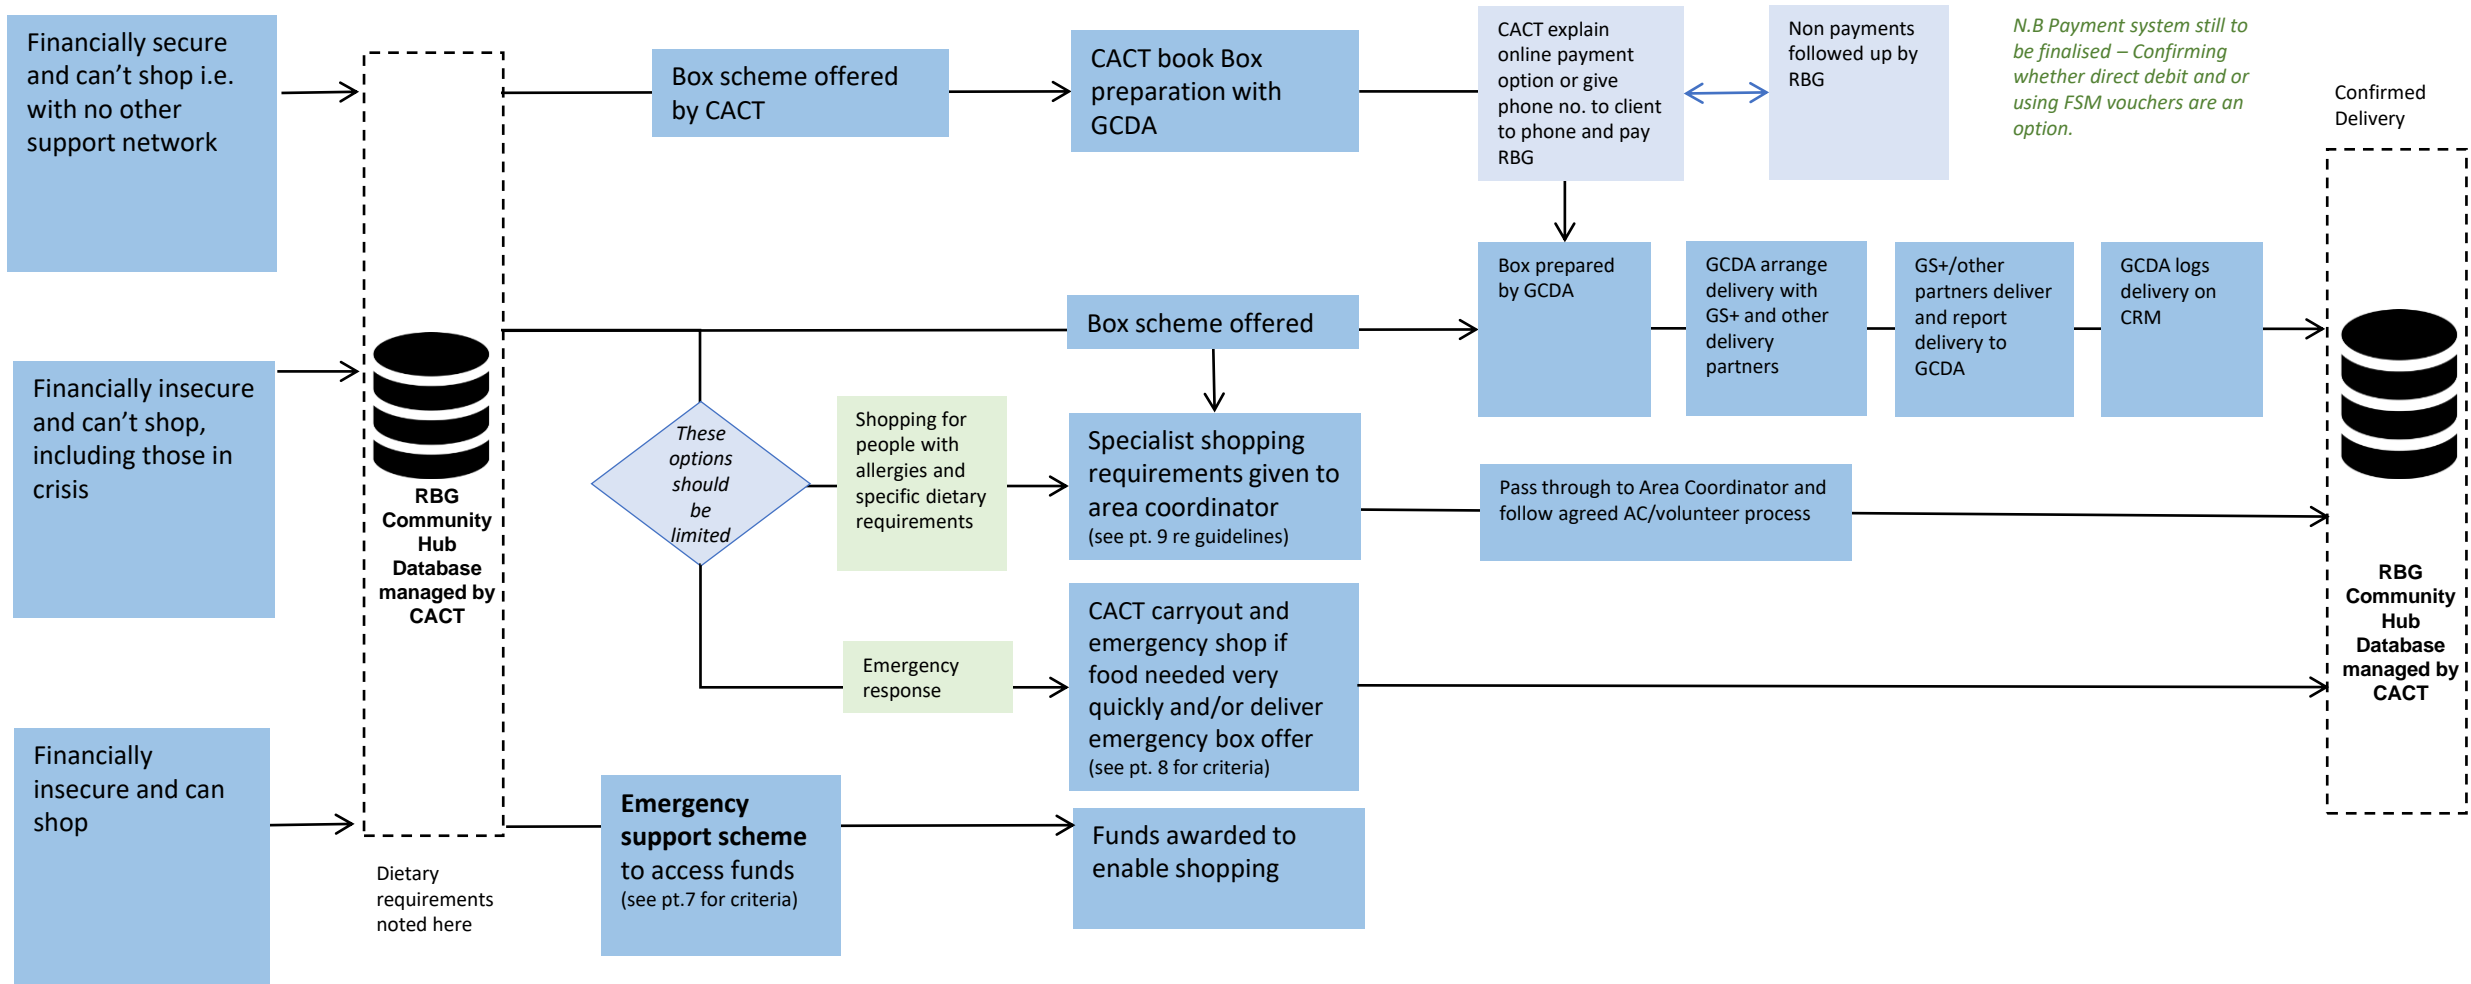 Financially secure
and can't shop i.e.
with no other
support network
Financially insecure
and can't shop,
including those in
crisis
Financially
insecure and can
shop
RBG
Community
Hub
Database
managed by
CACT
Dietary
requirements
noted here
Box scheme offered
by CACT
CACT book Box
preparation with
GCDA
CACT explain
online payment
option or give
phone no. to client
to phone and pay
RBG
Non payments
followed up by
RBG
N.B Payment system still to
be finalised – Confirming
whether direct debit and or
using FSM vouchers are an
option.
Confirmed
Delivery
Box scheme offered
Box prepared
by GCDA
GCDA arrange
delivery with
GS+ and other
delivery
partners
GS+/other
partners deliver
and report
delivery to
GCDA
GCDA logs
delivery on
CRM
These
options
should
be
limited
Shopping for
people with
allergies and
specific dietary
requirements
Specialist shopping
requirements given to
area coordinator
(see pt. 9 re guidelines)
Pass through to Area Coordinator and
follow agreed AC/volunteer process
Emergency
response
CACT carryout and
emergency shop if
food needed very
quickly and/or deliver
emergency box offer
(see pt. 8 for criteria)
Emergency
support scheme
to access funds
(see pt.7 for criteria)
Funds awarded to
enable shopping
RBG
Community
Hub
Database
managed by
CACT